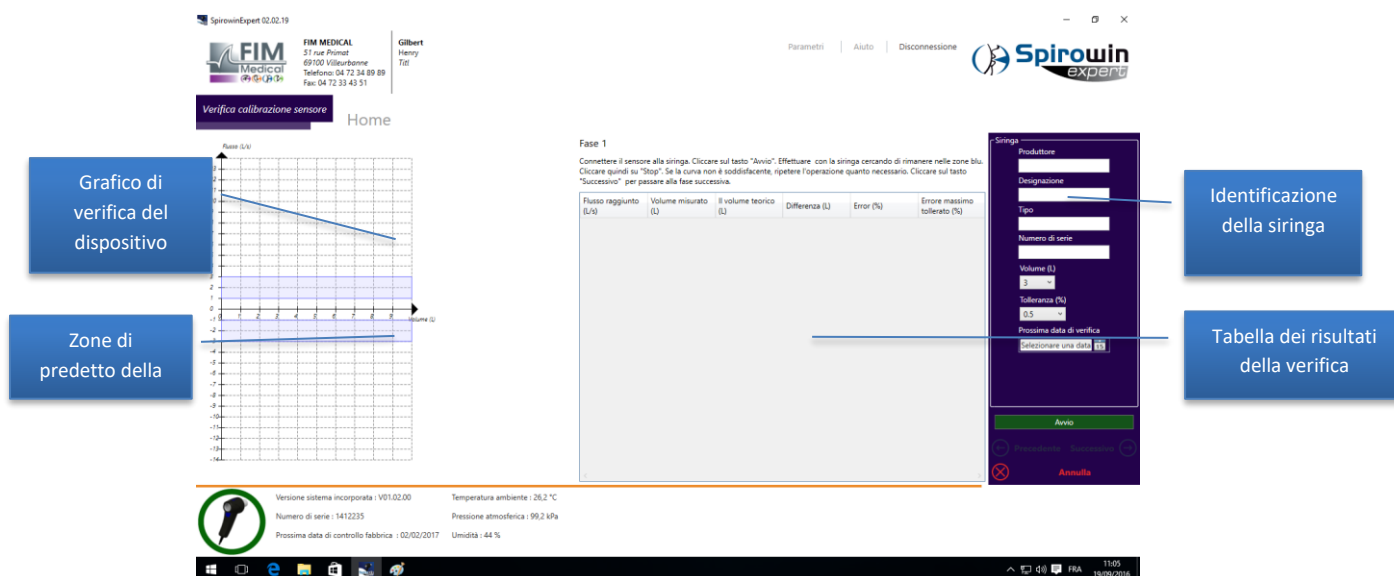 SpirowinExpert 02.02.19
FIM
Medical
FIM MEDICAL
51 rue Primat
69100 Villeurbanne
Telefono: 04 72 34 89 89
Fax: 04 72 33 43 51
Gilbert
Henry
Titl
Parametri
Aiuto
Disconnessione
Spirowin
expert
Verifica calibrazione sensore
Home
Flusso (L/s)
Volume (L)
Grafico di
verifica del
dispositivo
Zone di
predetto della
Fase 1
Connettere il sensore alla siringa. Cliccare sul tasto "Avvio". Effettuare con la siringa cercando di rimanere nelle zone blu.
Cliccare quindi su "Stop". Se la curva non è soddisfacente, ripetere l'operazione quanto necessario. Cliccare sul tasto
"Successivo" per passare alla fase successiva.
Flusso raggiunto
(L/s)
Volume misurato
(L)
Il volume teorico
(L)
Differenza (L)
Error (%)
Errore massimo
tollerato (%)
Siringa
Produttore
Designazione
Tipo
Numero di serie
Volume (L)
3
Tolleranza (%)
0.5
Prossima data di verifica
Selezionare una data
15
Avvio
Precedente
Successivo
Annulla
Identificazione
della siringa
Tabella dei risultati
della verifica
Versione sistema incorporata : V01.02.00
Numero di serie : 1412235
Prossima data di controllo fabbrica : 02/02/2017
Temperatura ambiente : 26,2 °C
Pressione atmosferica : 99,2 kPa
Umidità : 44 %
FRA
11:05
19/09/2016